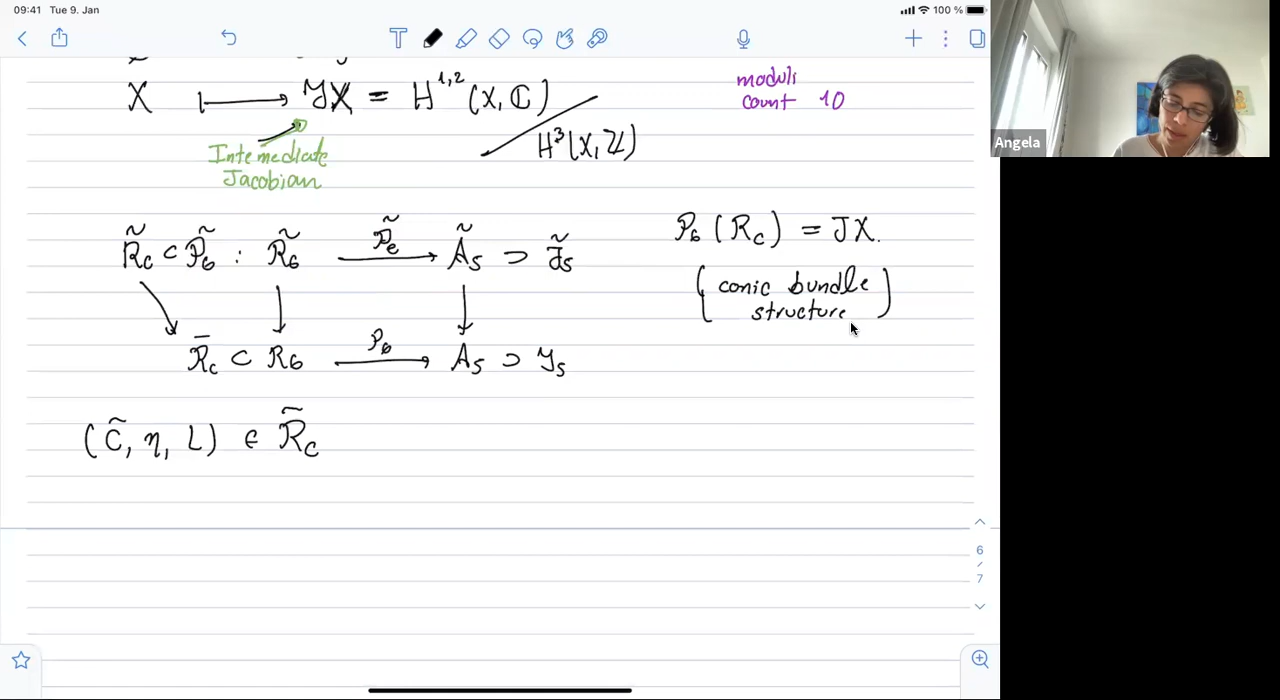 09:41 Tue 9. Jan
100 %
X ⟼ JX = H^{1,2}(X, ℂ) / H^3(X, ℤ)
moduli
count 10
Intermediate
Jacobian
Angela
R̃_C ⊂ P̃_6 : R̃_6 → Ã_5 ⊃ J̃_5
P_6 (R_C) = JX.
(conic bundle
structure)
R̄_C ⊂ R_6 → A_5 ⊃ J_5
P_6
(C̃, η, L) ∈ R̃_C
6
/
7